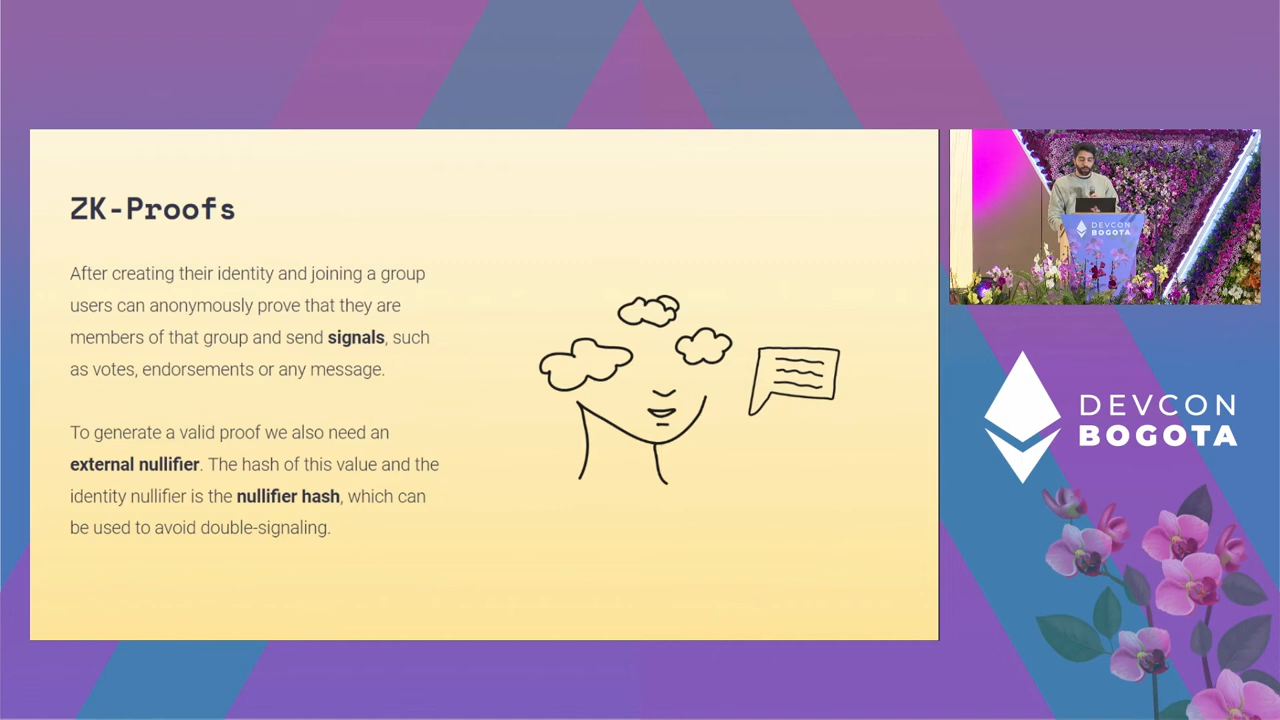 ZK-Proofs
After creating their identity and joining a group
users can anonymously prove that they are
members of that group and send signals, such
as votes, endorsements or any message.
To generate a valid proof we also need an
external nullifier. The hash of this value and the
identity nullifier is the nullifier hash, which can
be used to avoid double-signaling.
DEVCON
BOGOTA
DEVCON
BOGOTA